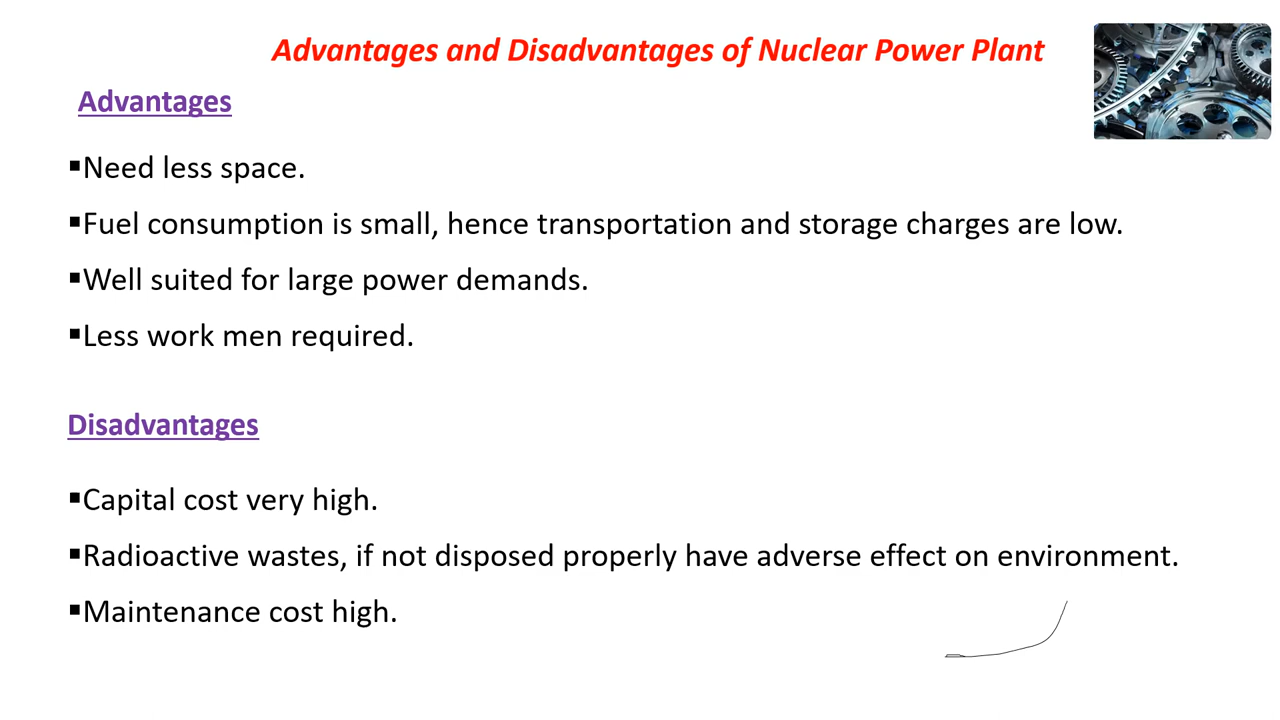 Advantages and Disadvantages of Nuclear Power Plant
Advantages
▪Need less space.
▪Fuel consumption is small, hence transportation and storage charges are low.
▪Well suited for large power demands.
▪Less work men required.
Disadvantages
▪Capital cost very high.
▪Radioactive wastes, if not disposed properly have adverse effect on environment.
▪Maintenance cost high.